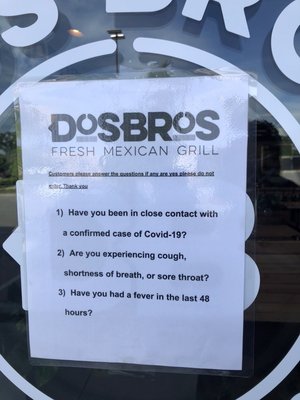 OS BRO
DOSBROS
FRESH MEXICAN GRILL
Customers please answer the questions if any are yes please do not
enter. Thank you
1) Have you been in close contact with
a confirmed case of Covid-19?
2) Are you experiencing cough,
shortness of breath, or sore throat?
3) Have you had a fever in the last 48
hours?